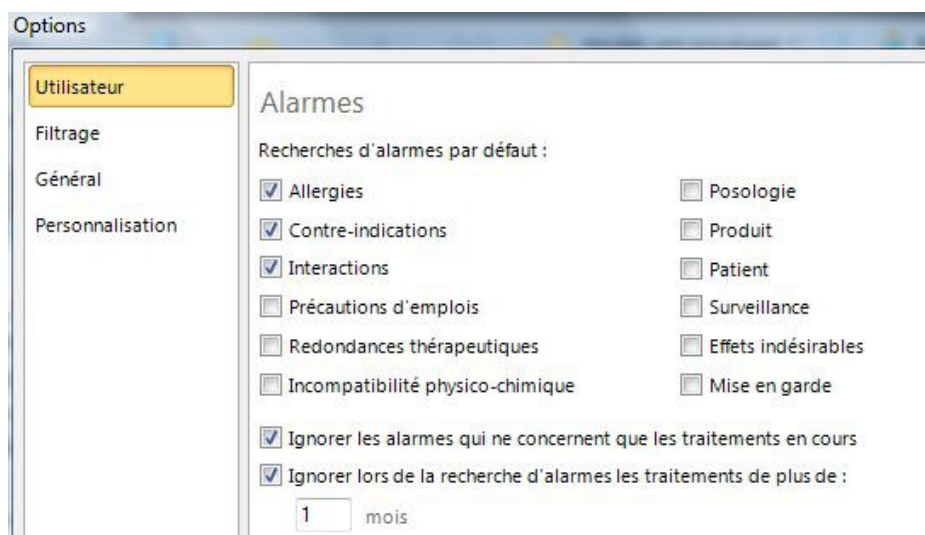 Options
Utilisateur
Filtrage
Général
Personnalisation
Alarmes
Recherches d'alarmes par défaut :
Allergies
Contre-indications
Interactions
Précautions d'emplois
Redondances thérapeutiques
Incompatibilité physico-chimique
Posologie
Produit
Patient
Surveillance
Effets indésirables
Mise en garde
Ignorer les alarmes qui ne concernent que les traitements en cours
Ignorer lors de la recherche d'alarmes les traitements de plus de :
1 mois